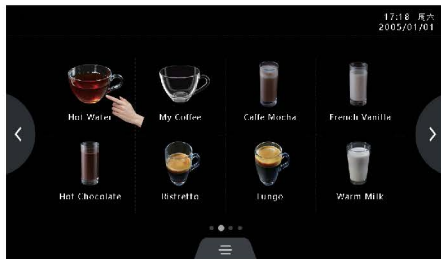 17:18 周六
2005/01/01
Hot Water
My Coffee
Caffe Mocha
French Vanilla
Hot Chocolate
Ristretto
Lungo
Warm Milk